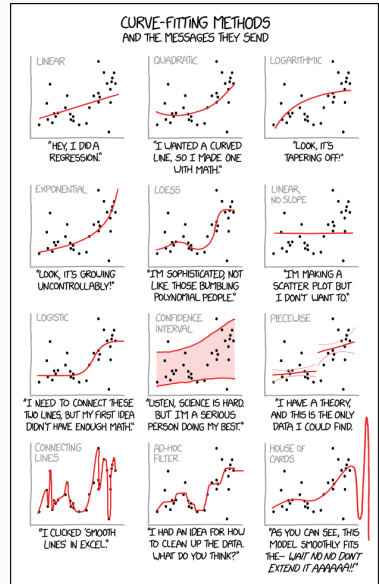 CURVE-FITTING METHODS
AND THE MESSAGES THEY SEND
LINEAR
"HEY, I DID A
REGRESSION."
QUADRATIC
"I WANTED A CURVED
LINE, SO I MADE ONE
WITH MATH."
LOGARITHMIC
"LOOK, IT'S
TAPERING OFF!"
EXPONENTIAL
"LOOK, IT'S GROWING
UNCONTROLLABLY!"
LOESS
"I'M SOPHISTICATED, NOT
LIKE THOSE BUMBLING
POLYNOMIAL PEOPLE."
LINEAR,
NO SLOPE
"I'M MAKING A
SCATTER PLOT BUT
I DON'T WANT TO."
LOGISTIC
"I NEED TO CONNECT THESE
TWO LINES, BUT MY FIRST IDEA
DIDN'T HAVE ENOUGH MATH."
CONFIDENCE
INTERVAL
"LISTEN, SCIENCE IS HARD.
BUT I'M A SERIOUS
PERSON DOING MY BEST."
PIECEWISE
"I HAVE A THEORY,
AND THIS IS THE ONLY
DATA I COULD FIND.
CONNECTING
LINES
"I CLICKED 'SMOOTH
LINES' IN EXCEL."
AD-HOC
FILTER
"I HAD AN IDEA FOR HOW
TO CLEAN UP THE DATA.
WHAT DO YOU THINK?"
HOUSE OF
CARDS
"AS YOU CAN SEE, THIS
MODEL SMOOTHLY FITS
THE- WAIT NO NO DON'T
EXTEND IT AAAAAA!!"